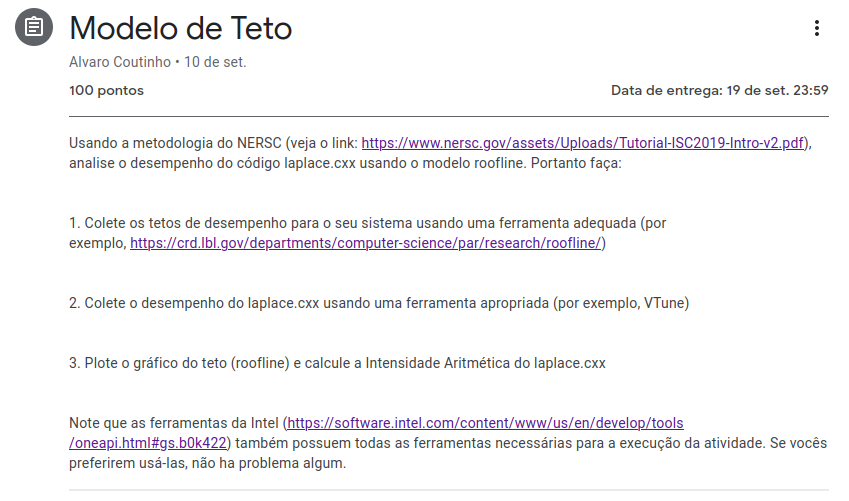 Modelo de Teto
Alvaro Coutinho • 10 de set.
100 pontos
Data de entrega: 19 de set. 23:59
Usando a metodologia do NERSC (veja o link: https://www.nersc.gov/assets/Uploads/Tutorial-ISC2019-Intro-v2.pdf),
analise o desempenho do código laplace.cxx usando o modelo roofline. Portanto faça:
1. Colete os tetos de desempenho para o seu sistema usando uma ferramenta adequada (por
exemplo, https://crd.lbl.gov/departments/computer-science/par/research/roofline/)
2. Colete o desempenho do laplace.cxx usando uma ferramenta apropriada (por exemplo, VTune)
3. Plote o gráfico do teto (roofline) e calcule a Intensidade Aritmética do laplace.cxx
Note que as ferramentas da Intel (https://software.intel.com/content/www/us/en/develop/tools
/oneapi.html#gs.b0k422) também possuem todas as ferramentas necessárias para a execução da atividade. Se vocês
preferirem usá-las, não ha problema algum.